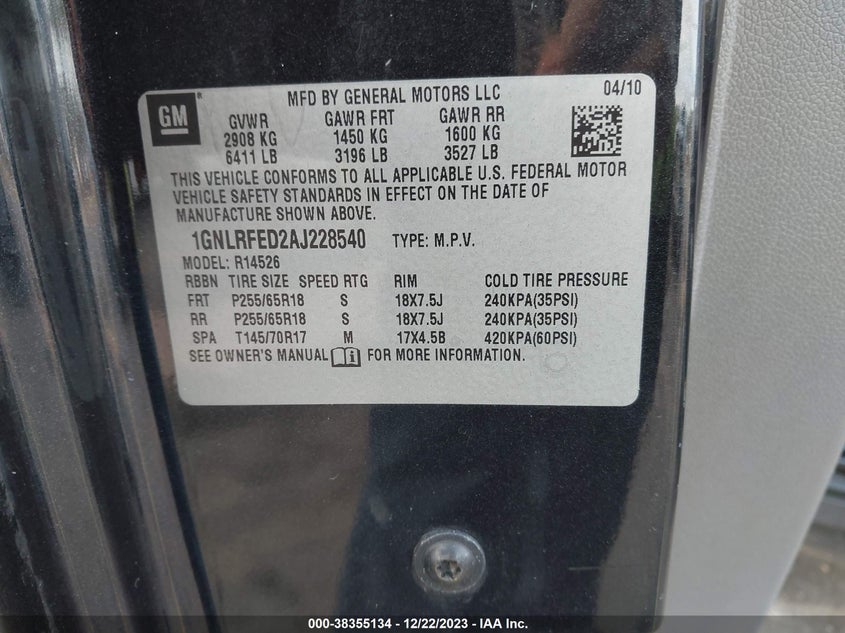 GM ® MFD BY GENERAL MOTORS LLC 04/10
GVWR GAWR FRT GAWR RR
2908 KG 1450 KG 1600 KG
6411 LB 3196 LB 3527 LB
THIS VEHICLE CONFORMS TO ALL APPLICABLE U.S. FEDERAL MOTOR
VEHICLE SAFETY STANDARDS IN EFFECT ON THE DATE OF
MANUFACTURE SHOWN ABOVE.
1GNLRFED2AJ228540 TYPE: M.P.V.
MODEL: R14526
RBBN TIRE SIZE SPEED RTG RIM COLD TIRE PRESSURE
FRT P255/65R18 S 18X7.5J 240KPA(35PSI)
RR P255/65R18 S 18X7.5J 240KPA(35PSI)
SPA T145/70R17 M 17X4.5B 420KPA(60PSI)
SEE OWNER'S MANUAL FOR MORE INFORMATION.
000-38355134 - 12/22/2023 - IAA Inc.